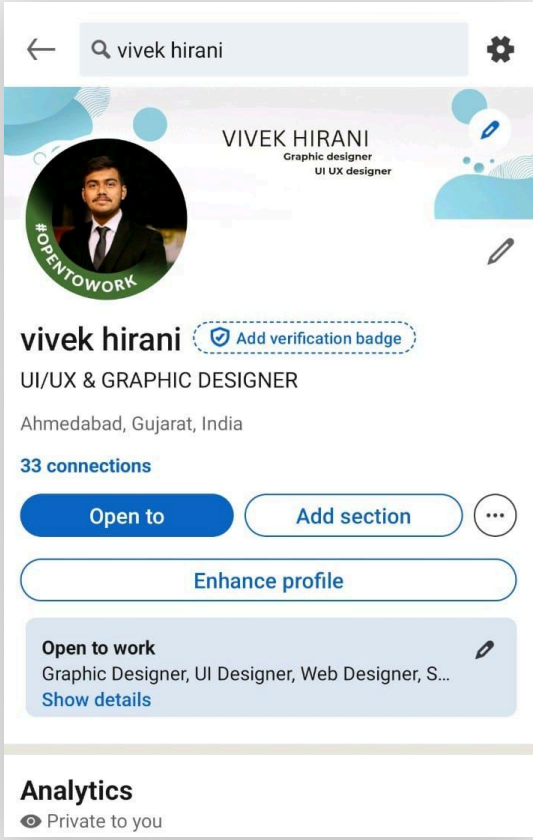 vivek hirani
VIVEK HIRANI
Graphic designer
UI UX designer
#OPENTOWORK
vivek hirani Add verification badge
UI/UX & GRAPHIC DESIGNER
Ahmedabad, Gujarat, India
33 connections
Open to Add section
Enhance profile
Open to work
Graphic Designer, UI Designer, Web Designer, S...
Show details
Analytics
Private to you